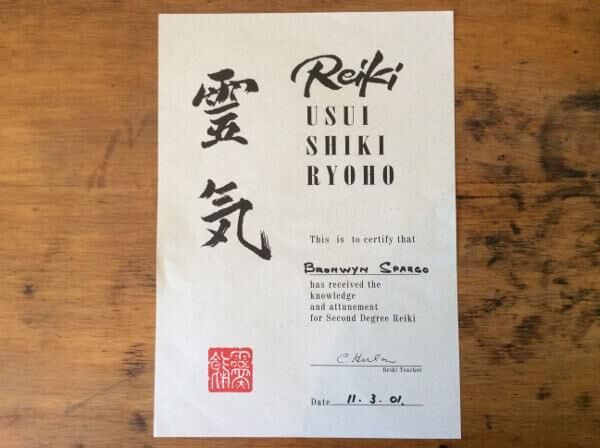 靈
気
Reiki
USUI
SHIKI
RYOHO
This is to certify that
BRONWYN SPARGO
has received the
knowledge
and attunement
for Second Degree Reiki
Reiki Teacher
Date 11.3.01.